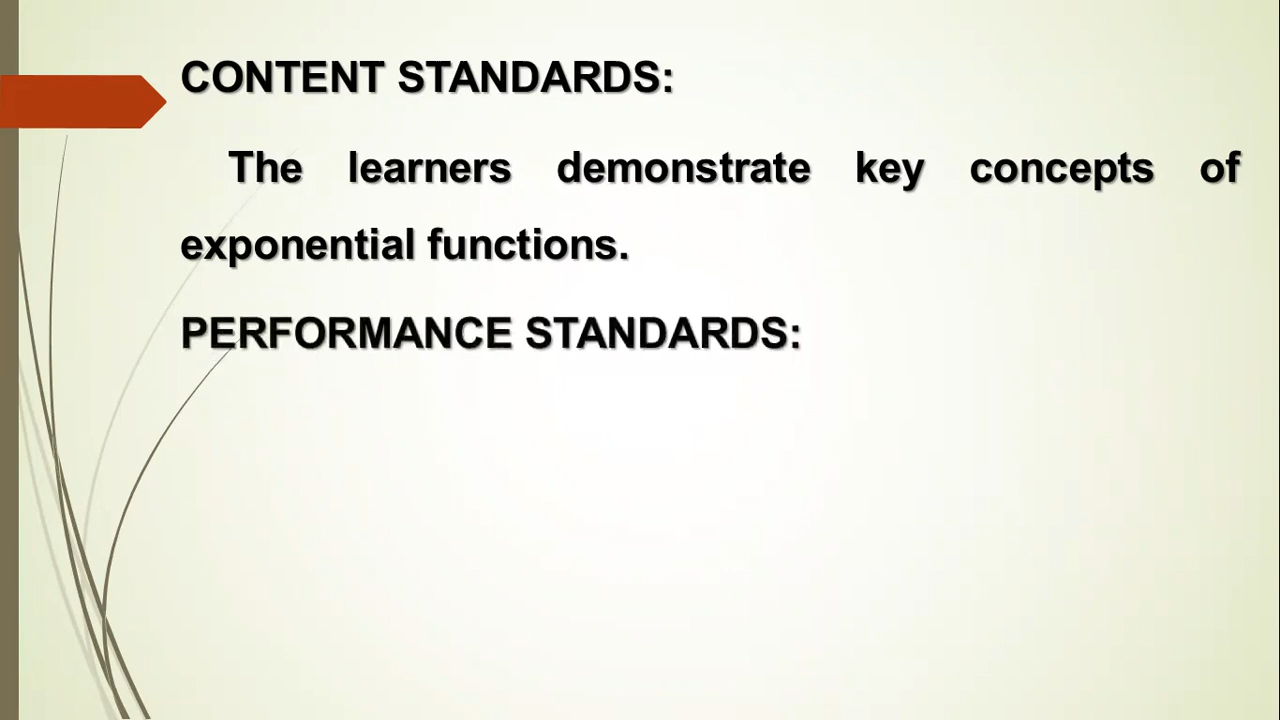 CONTENT STANDARDS:
The learners demonstrate key concepts of
exponential functions.
PERFORMANCE STANDARDS: